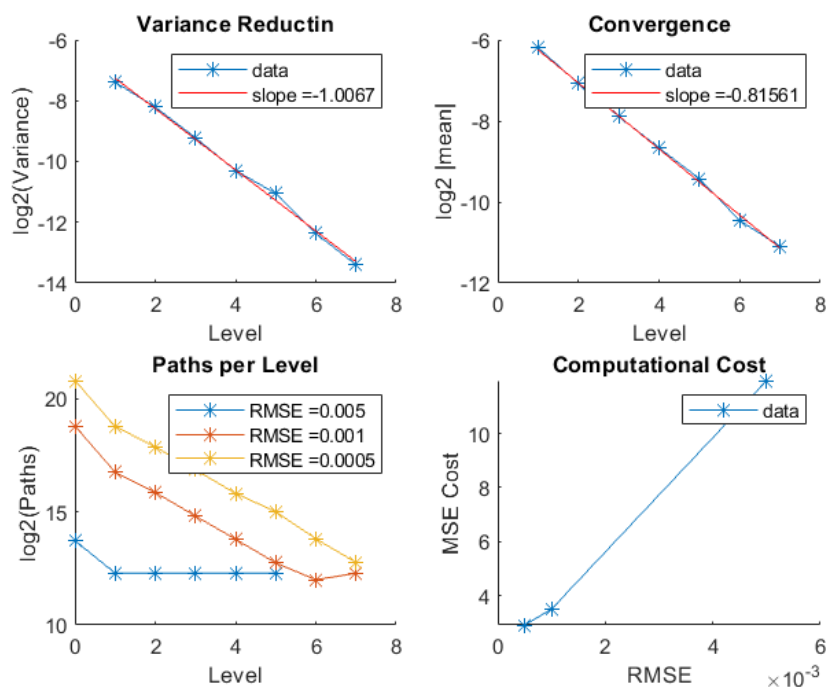 Variance Reductin
-6
-8
-10
-12
-14
log2(Variance)
data
slope =-1.0067
0 2 4 6 8
Level
Convergence
-6
-8
-10
-12
log2 |mean|
data
slope =-0.81561
0 2 4 6 8
Level
Paths per Level
20
15
10
log2(Paths)
RMSE =0.005
RMSE =0.001
RMSE =0.0005
0 2 4 6 8
Level
Computational Cost
10
8
6
4
MSE Cost
data
0 2 4 6
RMSE
×10-3